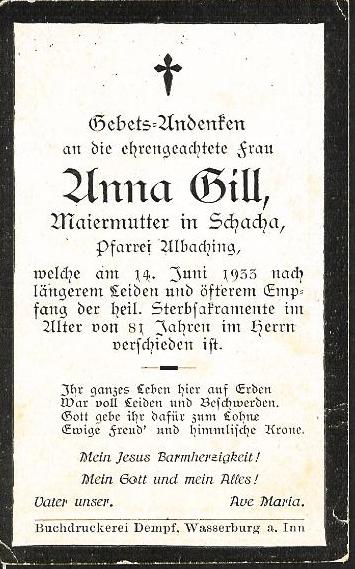 Gebets-Andenken
an die ehrengeachtete Frau
Anna Gill,
Maiermutter in Schacha,
Pfarrei Albaching,
welche am 14. Juni 1933 nach
längerem Leiden und öfterem Emp-
fang der heil. Sterbsakramente im
Alter von 81 Jahren im Herrn
verschieden ist.
Ihr ganzes Leben hier auf Erden
War voll Leiden und Beschwerden.
Gott gebe ihr dafür zum Lohne
Ewige Freud' und himmlische Krone.
Mein Jesus Barmherzigkeit!
Mein Gott und mein Alles!
Vater unser. Ave Maria.
Buchdruckerei Dempf, Wasserburg a. Inn